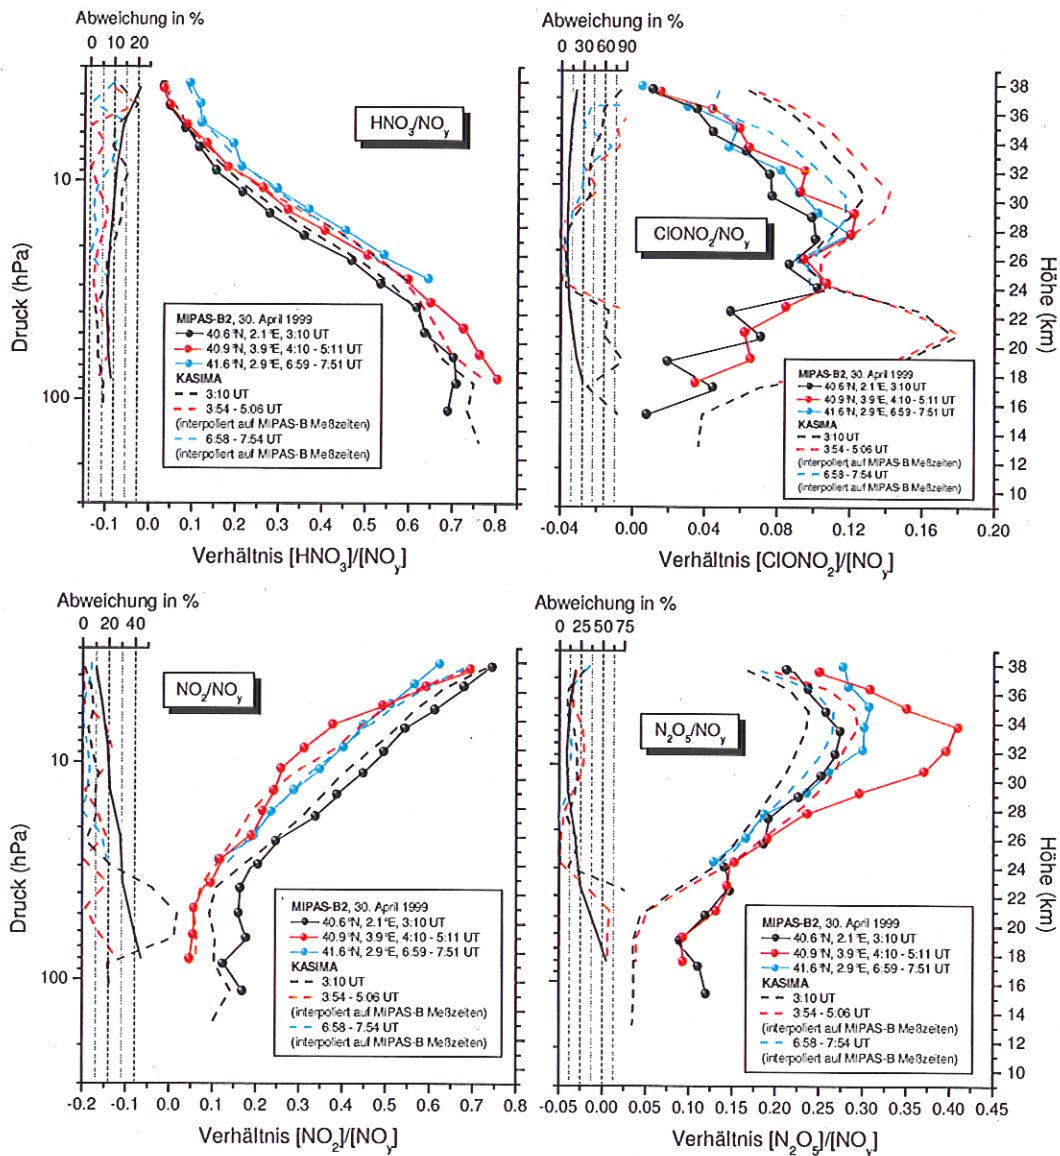 Abweichung in %
0 10 20
HNO₃/NOy
Druck (hPa)
10
100
MIPAS-B2, 30. April 1999
40.6°N, 2.1°E, 3:10 UT
40.9°N, 3.9°E, 4:10 - 5:11 UT
41.6°N, 2.9°E, 6:59 - 7:51 UT
KASIMA
3:10 UT
3:54 - 5:06 UT
(interpoliert auf MIPAS-B Meßzeiten)
6:58 - 7:54 UT
(interpoliert auf MIPAS-B Meßzeiten)
-0.1 0.0 0.1 0.2 0.3 0.4 0.5 0.6 0.7 0.8
Verhältnis [HNO₃]/[NOy]
Abweichung in %
0 30 60 90
ClONO₂/NOy
38
36
34
32
30
28
26
24
22
20
18
16
14
12
10
Höhe (km)
MIPAS-B2, 30. April 1999
40.6°N, 2.1°E, 3:10 UT
40.9°N, 3.9°E, 4:10 - 5:11 UT
41.6°N, 2.9°E, 6:59 - 7:51 UT
KASIMA
3:10 UT
3:54 - 5:06 UT
(interpoliert auf MIPAS-B Meßzeiten)
6:58 - 7:54 UT
(interpoliert auf MIPAS-B Meßzeiten)
-0.04 0.00 0.04 0.08 0.12 0.16 0.20
Verhältnis [ClONO₂]/[NOy]
Abweichung in %
0 20 40
NO₂/NOy
Druck (hPa)
10
100
MIPAS-B2, 30. April 1999
40.6°N, 2.1°E, 3:10 UT
40.9°N, 3.9°E, 4:10 - 5:11 UT
41.6°N, 2.9°E, 6:59 - 7:51 UT
KASIMA
3:10 UT
3:54 - 5:06 UT
(interpoliert auf MIPAS-B Meßzeiten)
6:58 - 7:54 UT
(interpoliert auf MIPAS-B Meßzeiten)
-0.2 -0.1 0.0 0.1 0.2 0.3 0.4 0.5 0.6 0.7 0.8
Verhältnis [NO₂]/[NOy]
Abweichung in %
0 25 50 75
N₂O₅/NOy
38
36
34
32
30
28
26
24
22
20
18
16
14
12
10
Höhe (km)
MIPAS-B2, 30. April 1999
40.6°N, 2.1°E, 3:10 UT
40.9°N, 3.9°E, 4:10 - 5:11 UT
41.6°N, 2.9°E, 6:59 - 7:51 UT
KASIMA
3:10 UT
3:54 - 5:06 UT
(interpoliert auf MIPAS-B Meßzeiten)
6:58 - 7:54 UT
(interpoliert auf MIPAS-B Meßzeiten)
-0.05 0.00 0.05 0.10 0.15 0.20 0.25 0.30 0.35 0.40 0.45
Verhältnis [N₂O₅]/[NOy]